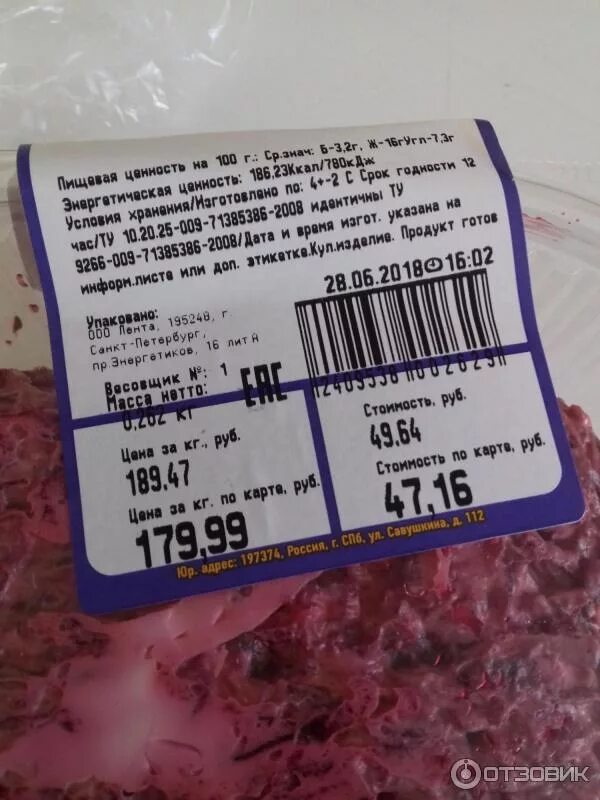 Пищевая ценность на 100 г.: Ср.знач: Б-3,2г, Ж-16гУгл-7,3г
Энергетическая ценность: 186.23Ккал/780кДж
Условия хранения/Изготовлено по: 4+-2 С Срок годности 12
час/ТУ 10.20.25-009-71385386-2008 идентичны ТУ
9266-009-71385386-2008/Дата и время изгот. указана на
информ.листе или доп. этикетке.Кул.изделие. Продукт готов
28.06.2018 16:02
Упаковано:
ООО Лента, 195248, г.
Санкт-Петербург,
пр.Энергетиков, 16 лит А
Весовщик №: 1
Масса нетто:
0,262 кг
ЕАС
2409538 002629
Цена за кг., руб.
189.47
Цена за кг. по карте, руб.
179,99
Стоимость, руб.
49.64
Стоимость по карте, руб.
47,16
Юр. адрес: 197374, Россия, г. СПб, ул. Савушкина, д. 112
ОТЗОВИК